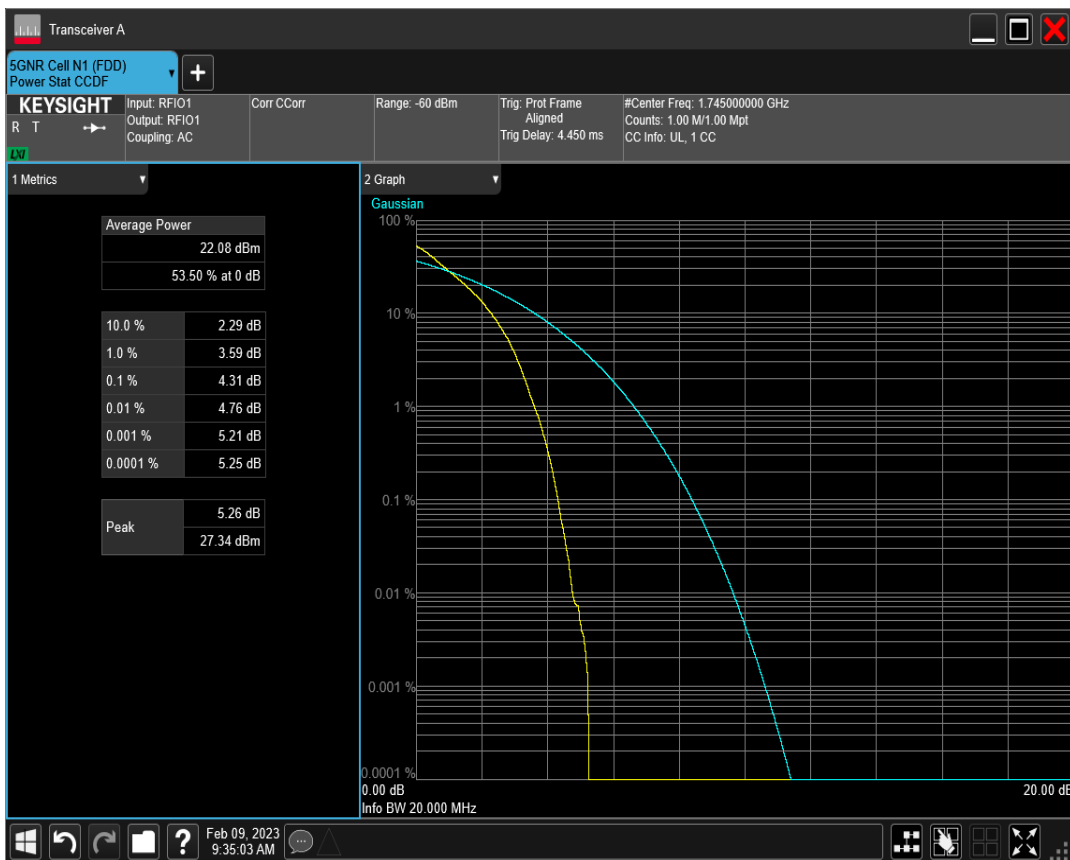 Transceiver A
5GNR Cell N1 (FDD)
Power Stat CCDF
+
KEYSIGHT
R T
LXI
Input: RFIO1
Output: RFIO1
Coupling: AC
Corr CCorr
Range: -60 dBm
Trig: Prot Frame
Aligned
Trig Delay: 4.450 ms
#Center Freq: 1.745000000 GHz
Counts: 1.00 M/1.00 Mpt
CC Info: UL, 1 CC
1 Metrics
Average Power
22.08 dBm
53.50 % at 0 dB
10.0 % 2.29 dB
1.0 % 3.59 dB
0.1 % 4.31 dB
0.01 % 4.76 dB
0.001 % 5.21 dB
0.0001 % 5.25 dB
Peak
5.26 dB
27.34 dBm
2 Graph
Gaussian
100 %
10 %
1 %
0.1 %
0.01 %
0.001 %
0.0001 %
0.00 dB 20.00 dB
Info BW 20.000 MHz
?
Feb 09, 2023
9:35:03 AM